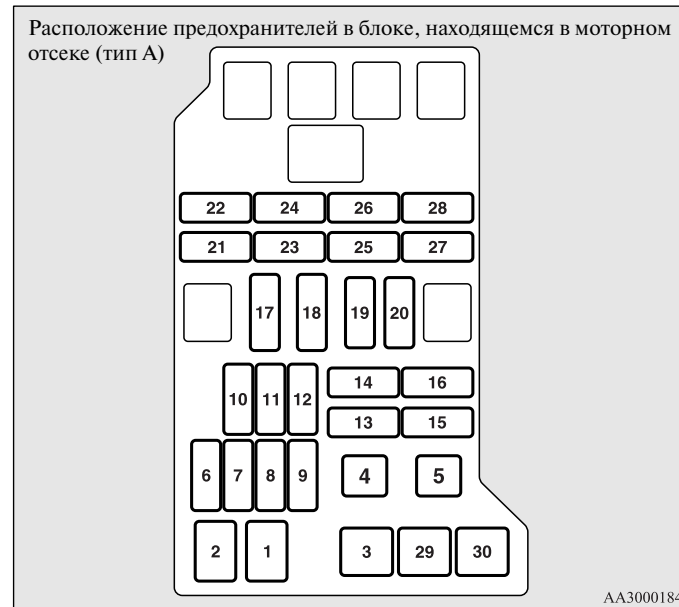 Расположение предохранителей в блоке, находящемся в моторном
отсеке (тип А)
22 24 26 28
21 23 25 27
17 18 19 20
14 16
10 11 12
13 15
6 7 8 9 4 5
2 1 3 29 30
AA3000184